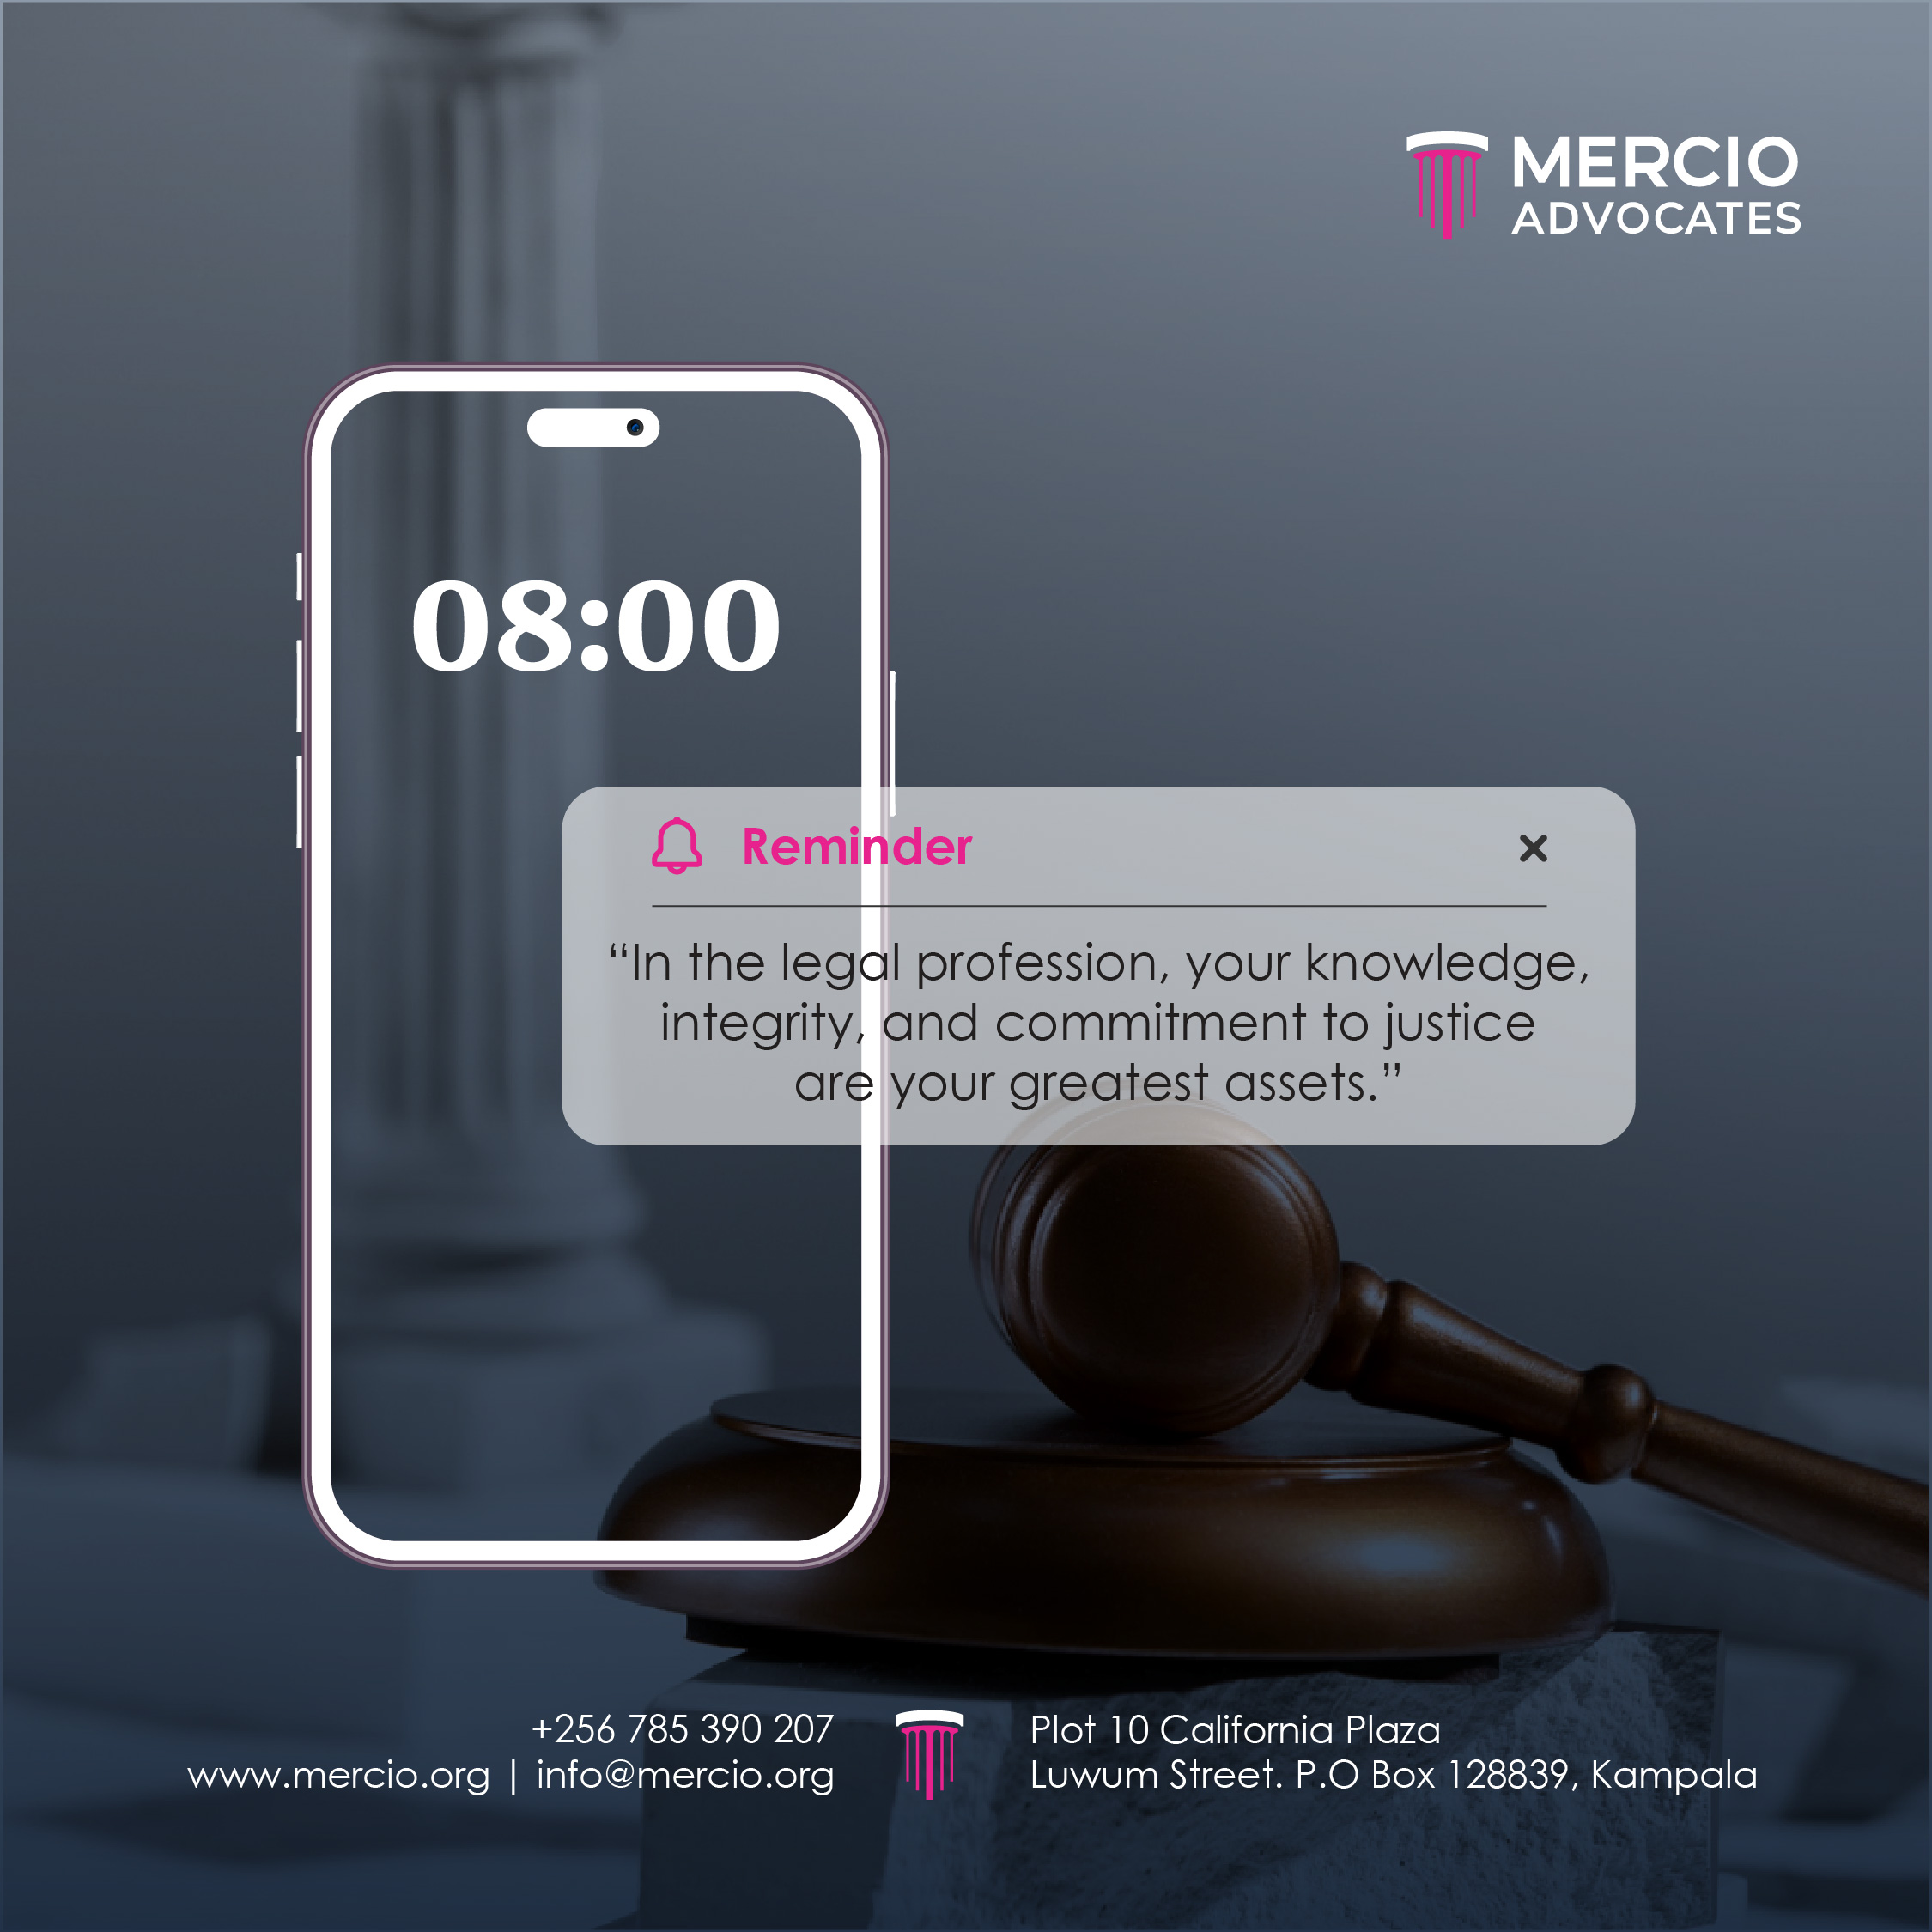 MERCIO
ADVOCATES
08:00
Reminder
“In the legal profession, your knowledge,
integrity, and commitment to justice
are your greatest assets.”
+256 785 390 207
www.mercio.org | info@mercio.org
Plot 10 California Plaza
Luwum Street. P.O Box 128839, Kampala